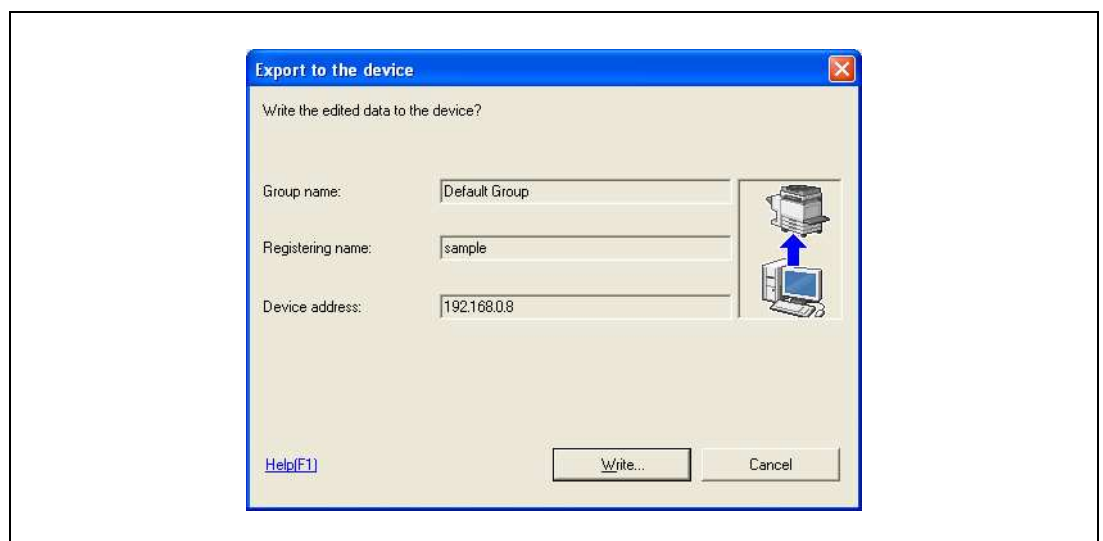 Export to the device
Write the edited data to the device?
Group name: Default Group
Registering name: sample
Device address: 192.168.0.8
Help(F1) Write... Cancel